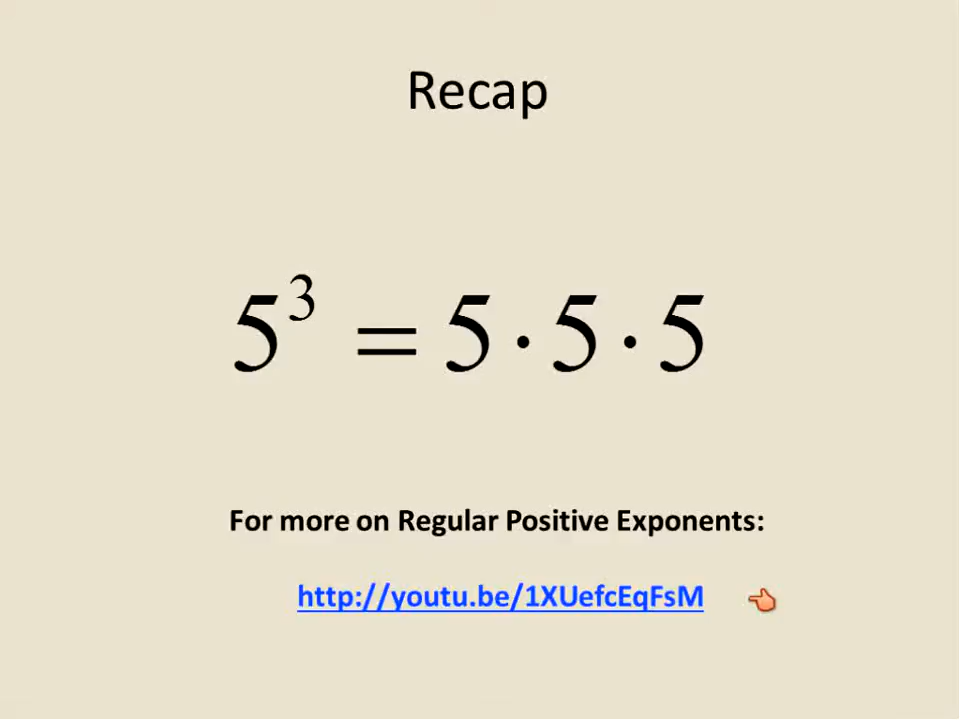 Recap
5³ = 5 · 5 · 5
For more on Regular Positive Exponents:
http://youtu.be/1XUefcEqFsM